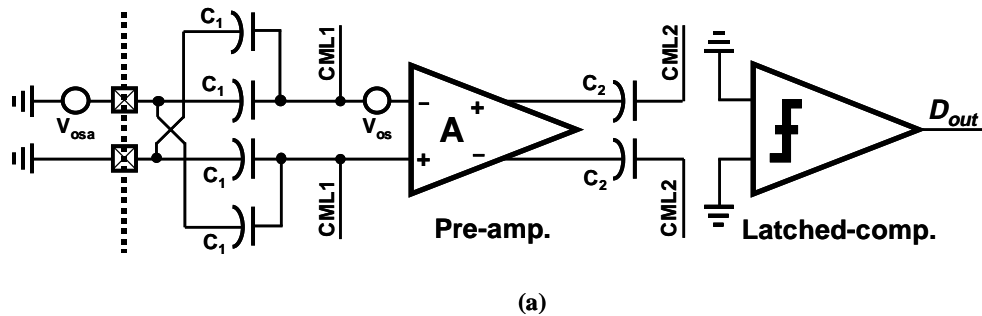 C1
CML1
CML2
C1
C2
Vosa
Vos
A
Dout
C1
C2
C1
CML1
CML2
Pre-amp.
Latched-comp.
(a)